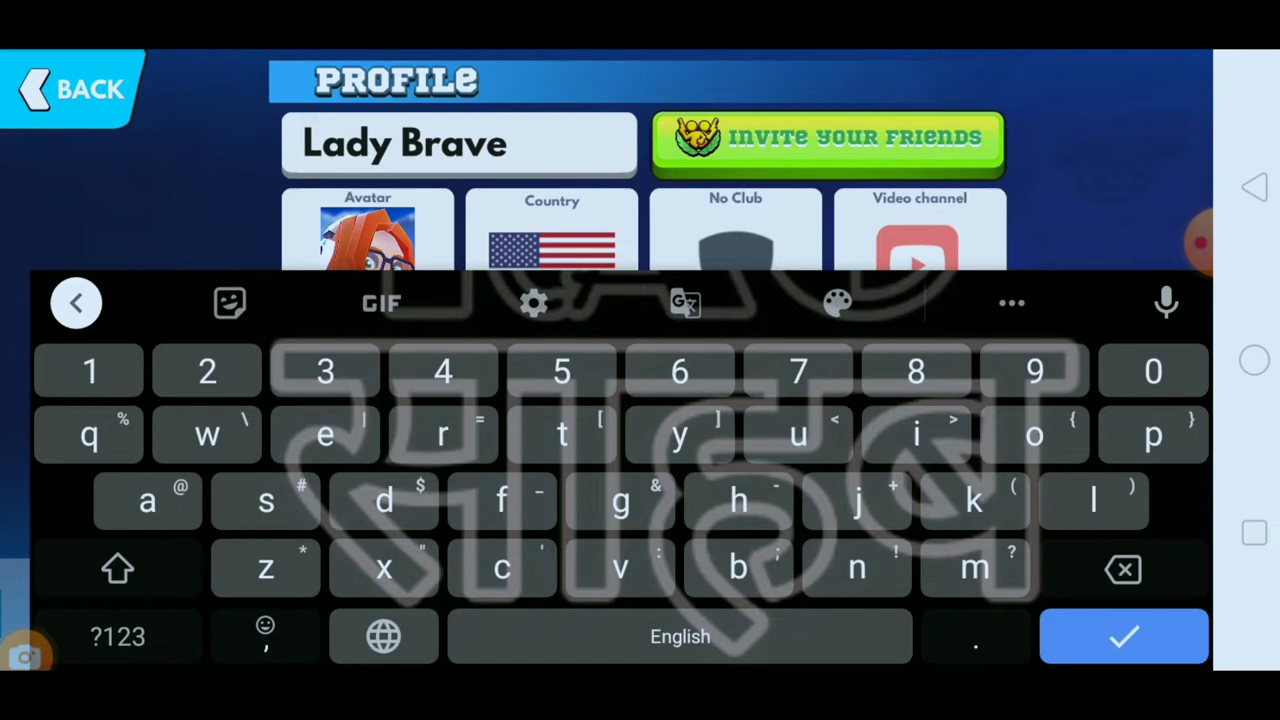 BACK
PROFILE
Lady Brave
INVITE YOUR FRIENDS
Avatar
Country
No Club
Video channel
GIF
1 2 3 4 5 6 7 8 9 0
q % w \ e | r = t [ y ] u < i > o { p }
a @ s # d $ f _ g & h - j + k ( l )
z * x " c ' v : b ; n ! m ?
?123 , English .
साहिब